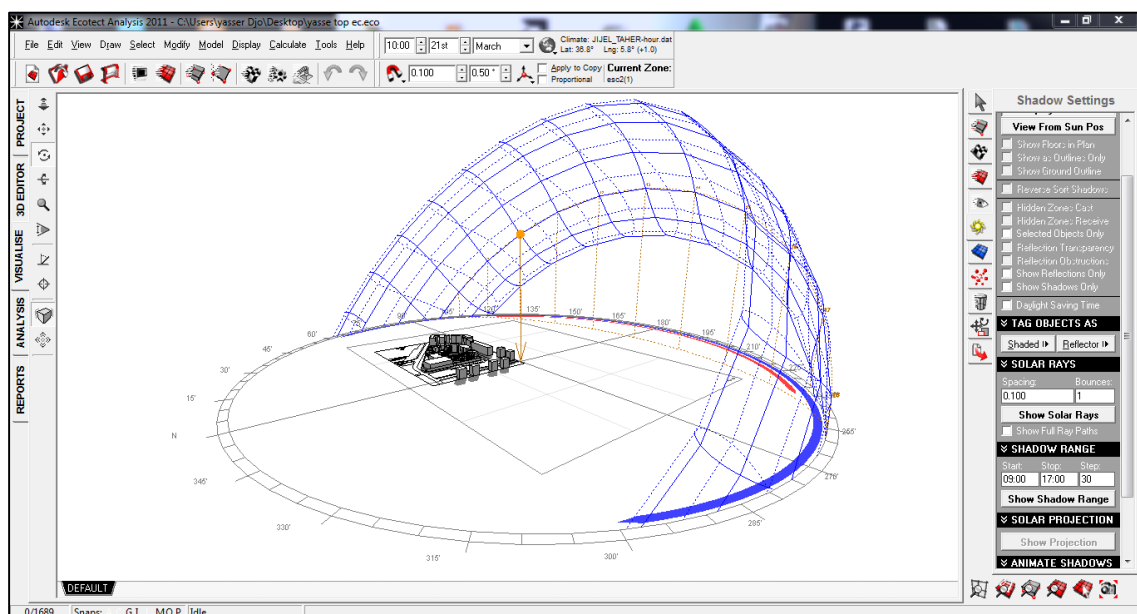 Autodesk Ecotect Analysis 2011 - C:\Users\yasser Djo\Desktop\yasse top ec.eco
File Edit View Draw Select Modify Model Display Calculate Tools Help
10:00 21st March
Climate: JIJEL_TAHER-hour.dat
Lat: 36.8° Lng: 5.8° (+1.0)
0.100 0.50°
Apply to Copy
Proportional
Current Zone:
esc2(1)
PROJECT
3D EDITOR
VISUALISE
ANALYSIS
REPORTS
N
15°
30°
45°
60°
75°
90°
105°
120°
135°
150°
165°
180°
195°
210°
255°
270°
285°
300°
315°
330°
345°
DEFAULT
Shadow Settings
View From Sun Pos
Show Floors in Plan
Show as Outlines Only
Show Ground Outline
Reverse Sort Shadows
Hidden Zones Cast
Hidden Zones Receive
Selected Objects Only
Reflection Transparency
Reflection Obstructions
Show Reflections Only
Show Shadows Only
Daylight Saving Time
TAG OBJECTS AS
Shaded Reflector
SOLAR RAYS
Spacing: Bounces:
0.100 1
Show Solar Rays
Show Full Ray Paths
SHADOW RANGE
Start: Stop: Step:
09:00 17:00 30
Show Shadow Range
SOLAR PROJECTION
Show Projection
ANIMATE SHADOWS
0/1689 Snaps: G I M O P Idle